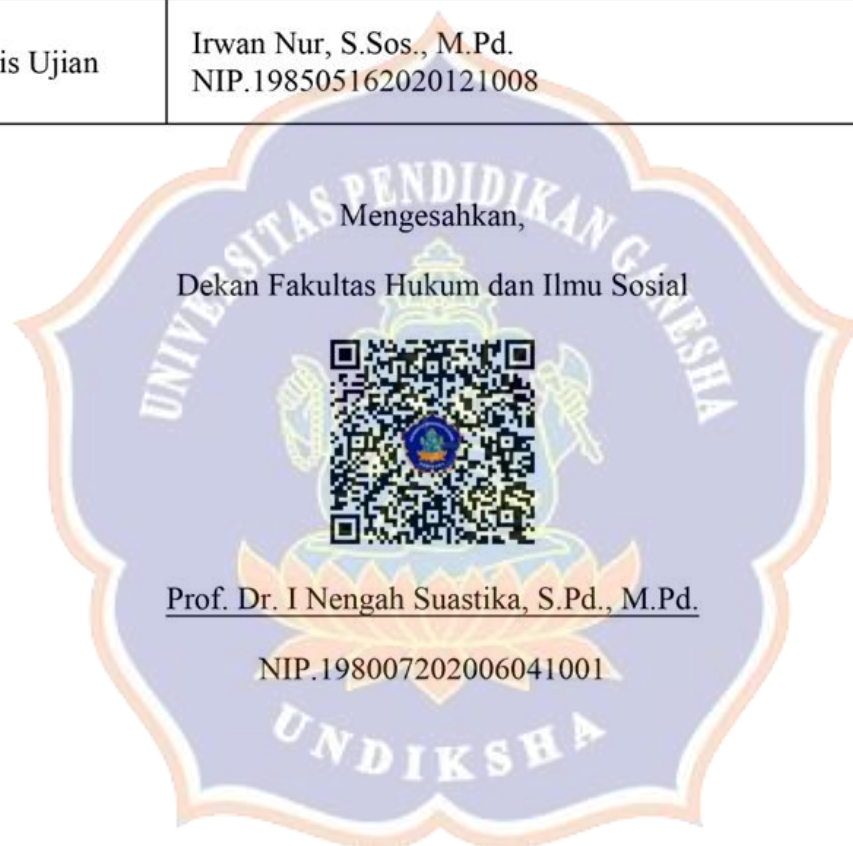 is Ujian
Irwan Nur, S.Sos., M.Pd.
NIP.198505162020121008
UNIVERSITAS PENDIDIKAN GANESHA
Mengesahkan,
Dekan Fakultas Hukum dan Ilmu Sosial
Prof. Dr. I Nengah Suastika, S.Pd., M.Pd.
NIP.198007202006041001
UNDIKSHA